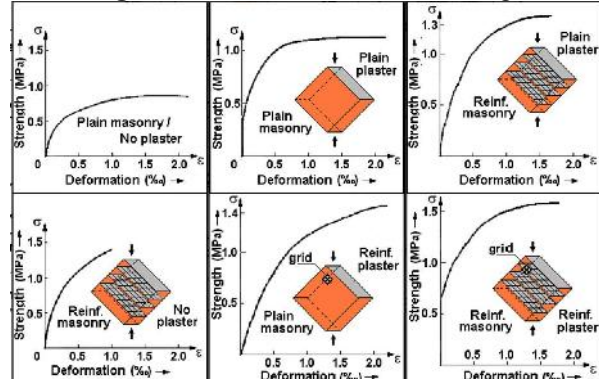 σ
Strength (MPa)
1.5
1.0
0.5
0
0 0.5 1.0 1.5 2.0 ε
Plain masonry /
No plaster
Deformation (‰)
σ
Strength (MPa)
1.0
0.5
0
0.5 1.0 1.5 2.0 ε
Plain
plaster
Plain
masonry
Deformation (‰)
σ
Strength (MPa)
1.3
1.0
0.5
0
0.5 1.0 1.5 2.0 ε
Plain
plaster
Reinf.
masonry
Deformation (‰)
σ
Strength (MPa)
1.5
1.0
0.5
0
0.5 1.0 1.5 2.0 ε
Reinf.
masonry
No
plaster
Deformation (‰)
σ
Strength (MPa)
1.4
1.0
0.5
0
0.5 1.0 1.5 2.0 ε
grid
Reinf.
plaster
Plain
masonry
Deformation (‰)
σ
Strength (MPa)
1.5
1.0
0.5
0
0.5 1.0 1.5 2.0 ε
grid
Reinf.
masonry
Reinf.
plaster
Deformation (‰)